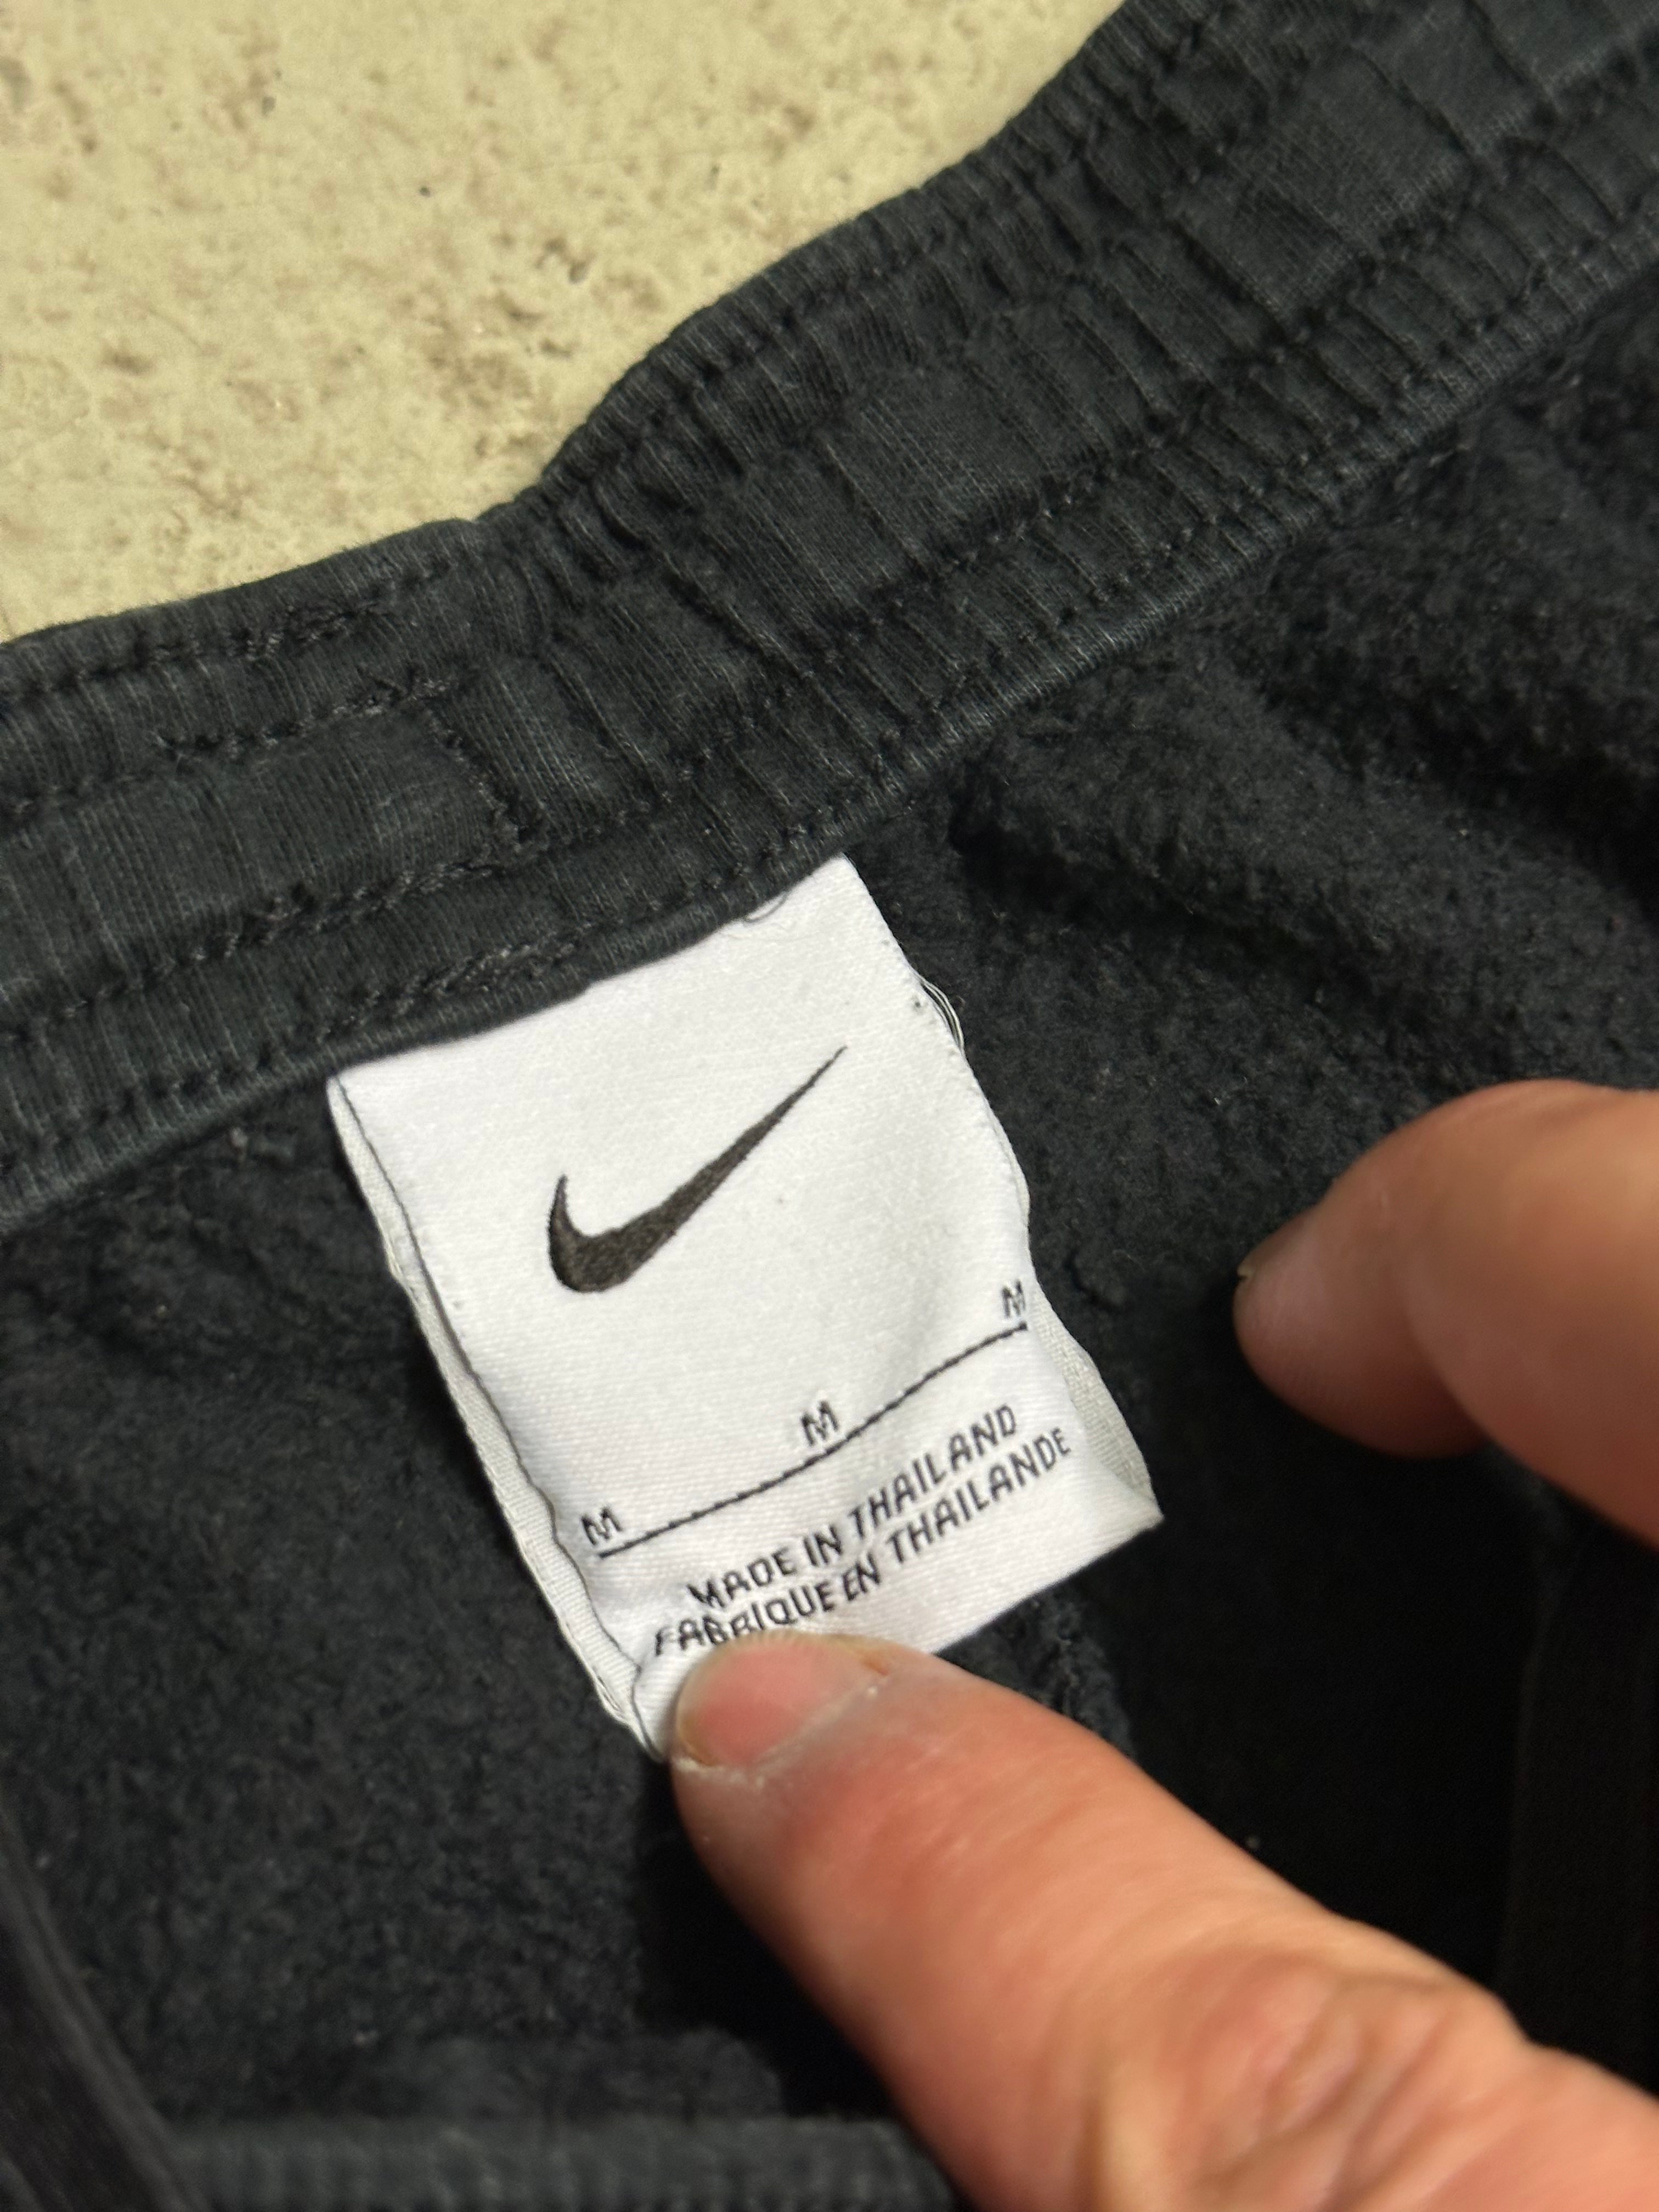 M M M
MADE IN THAILAND
FABRIQUE EN THAILANDE